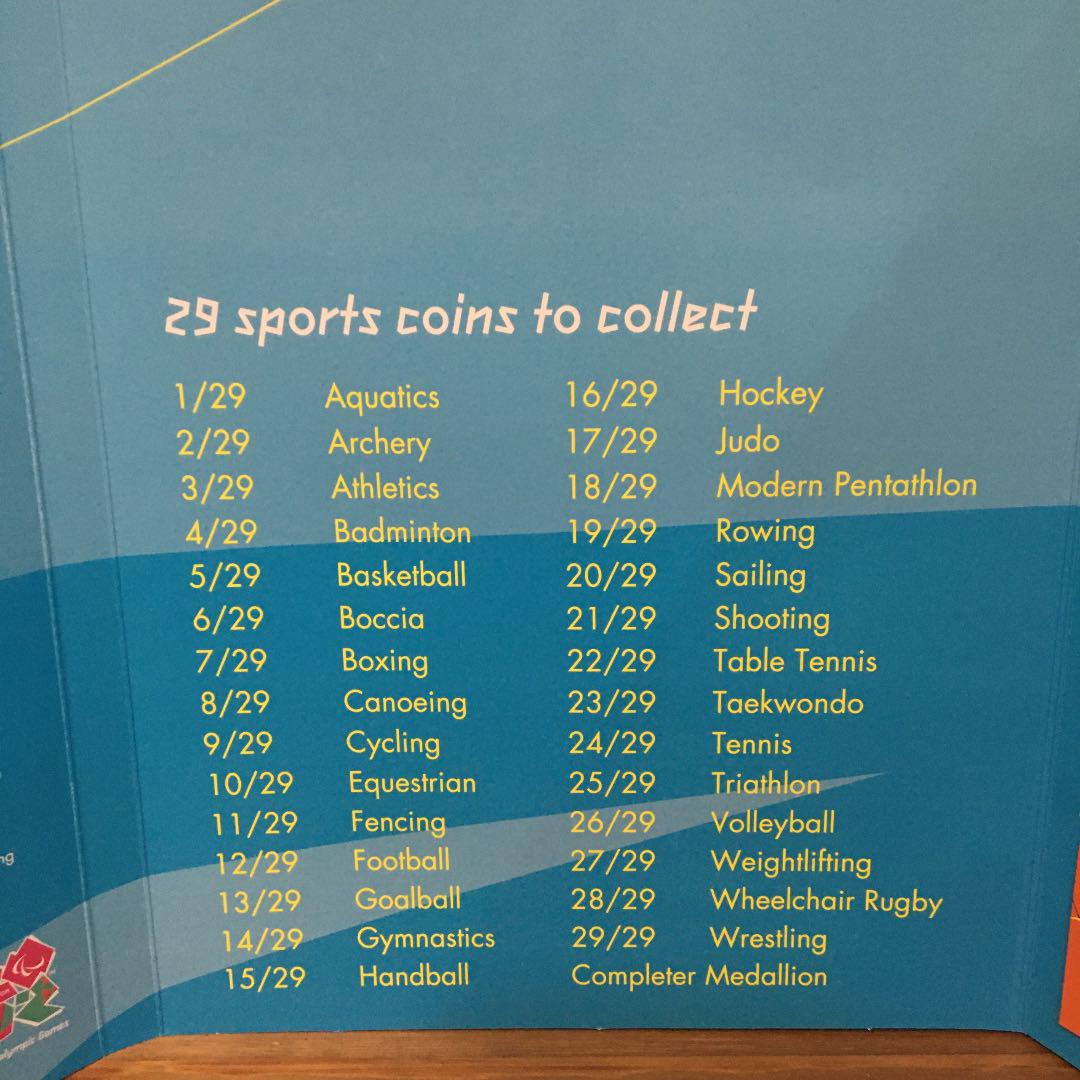 29 sports coins to collect
1/29 Aquatics
2/29 Archery
3/29 Athletics
4/29 Badminton
5/29 Basketball
6/29 Boccia
7/29 Boxing
8/29 Canoeing
9/29 Cycling
10/29 Equestrian
11/29 Fencing
12/29 Football
13/29 Goalball
14/29 Gymnastics
15/29 Handball
16/29 Hockey
17/29 Judo
18/29 Modern Pentathlon
19/29 Rowing
20/29 Sailing
21/29 Shooting
22/29 Table Tennis
23/29 Taekwondo
24/29 Tennis
25/29 Triathlon
26/29 Volleyball
27/29 Weightlifting
28/29 Wheelchair Rugby
29/29 Wrestling
Completer Medallion
ng
Games